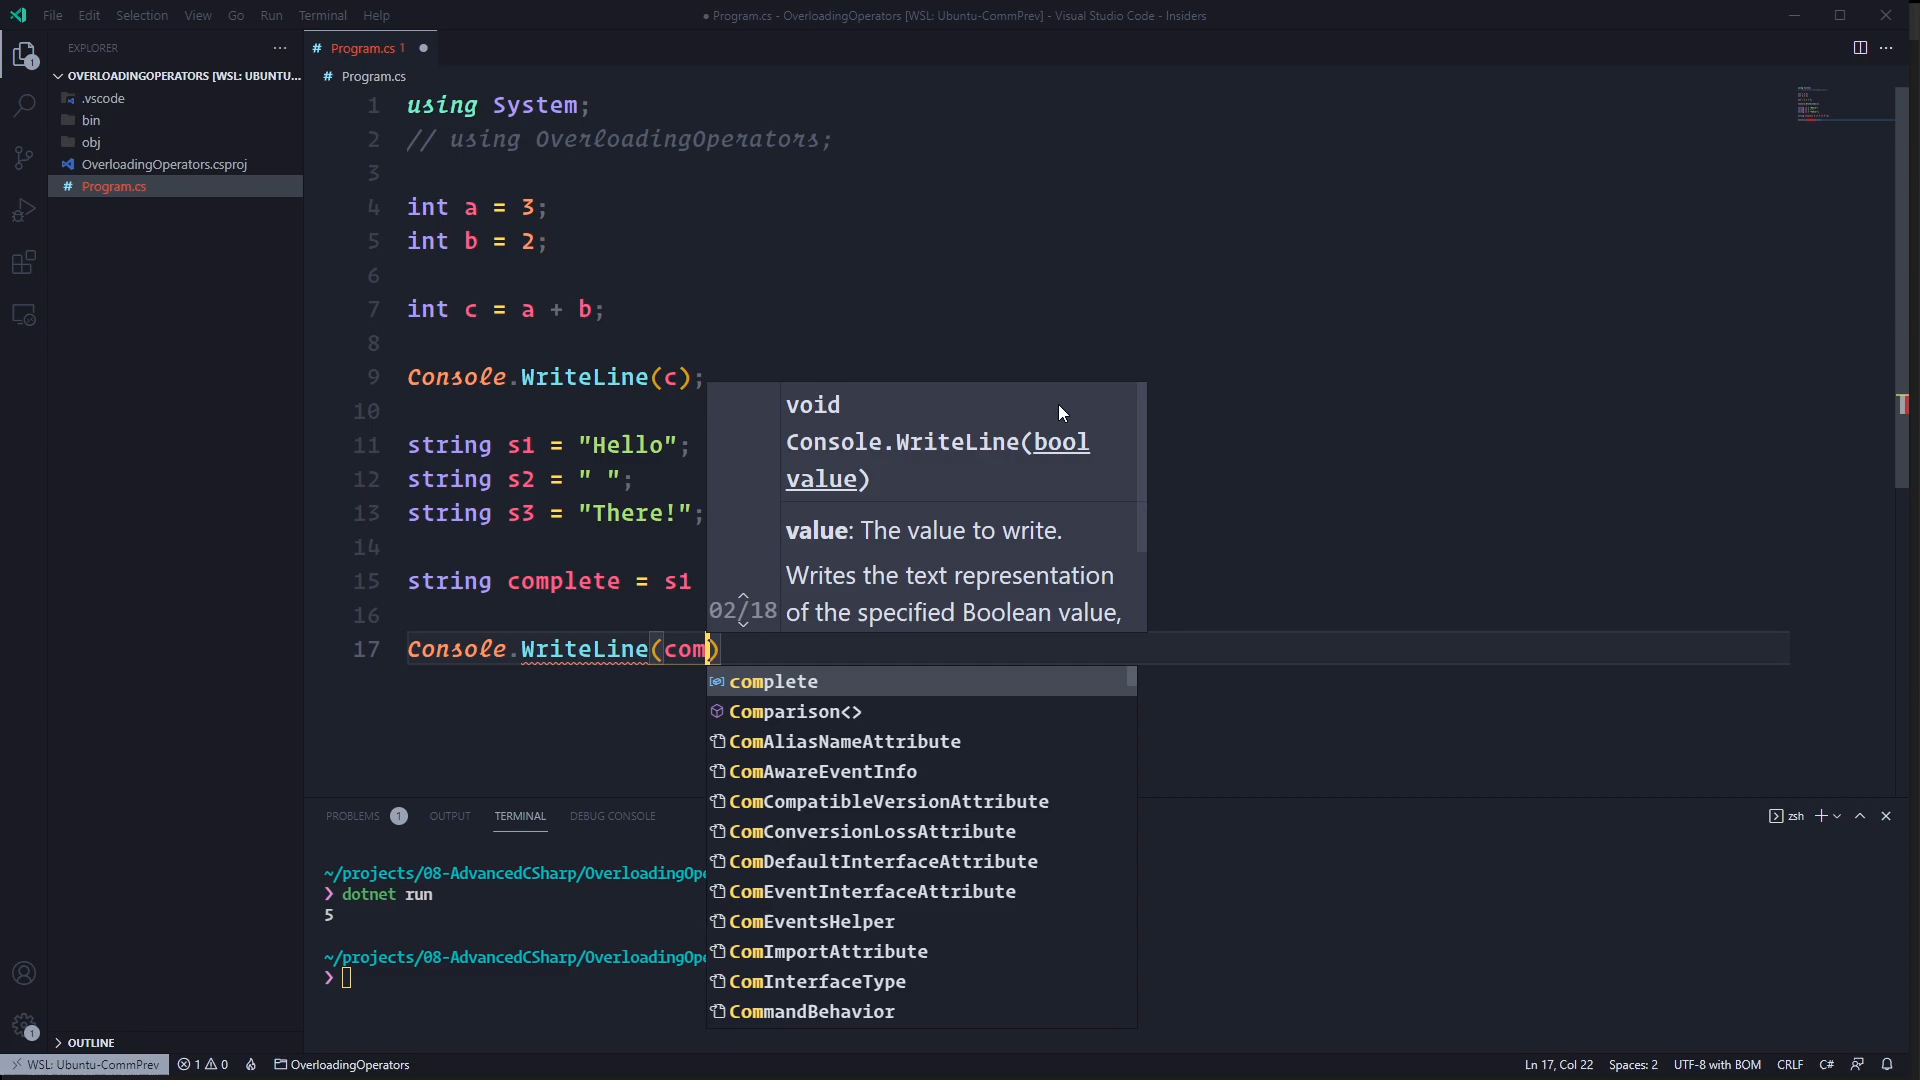 File Edit Selection View Go Run Terminal Help
● Program.cs - OverloadingOperators [WSL: Ubuntu-CommPrev] - Visual Studio Code - Insiders
EXPLORER
OVERLOADINGOPERATORS [WSL: UBUNTU...
.vscode
bin
obj
OverloadingOperators.csproj
# Program.cs
OUTLINE
# Program.cs 1
# Program.cs
1 using System;
2 // using OverloadingOperators;
3
4 int a = 3;
5 int b = 2;
6
7 int c = a + b;
8
9 Console.WriteLine(c);
10
11 string s1 = "Hello";
12 string s2 = " ";
13 string s3 = "There!";
14
15 string complete = s1
16
17 Console.WriteLine(com)
void
Console.WriteLine(bool
value)
value: The value to write.
Writes the text representation
02/18 of the specified Boolean value,
complete
Comparison<>
ComAliasNameAttribute
ComAwareEventInfo
ComCompatibleVersionAttribute
ComConversionLossAttribute
ComDefaultInterfaceAttribute
ComEventInterfaceAttribute
ComEventsHelper
ComImportAttribute
ComInterfaceType
CommandBehavior
PROBLEMS 1 OUTPUT TERMINAL DEBUG CONSOLE
zsh
~/projects/08-AdvancedCSharp/OverloadingOpe
❯ dotnet run
5
~/projects/08-AdvancedCSharp/OverloadingOpe
❯
1
1
WSL: Ubuntu-CommPrev 1 0 OverloadingOperators
Ln 17, Col 22 Spaces: 2 UTF-8 with BOM CRLF C#